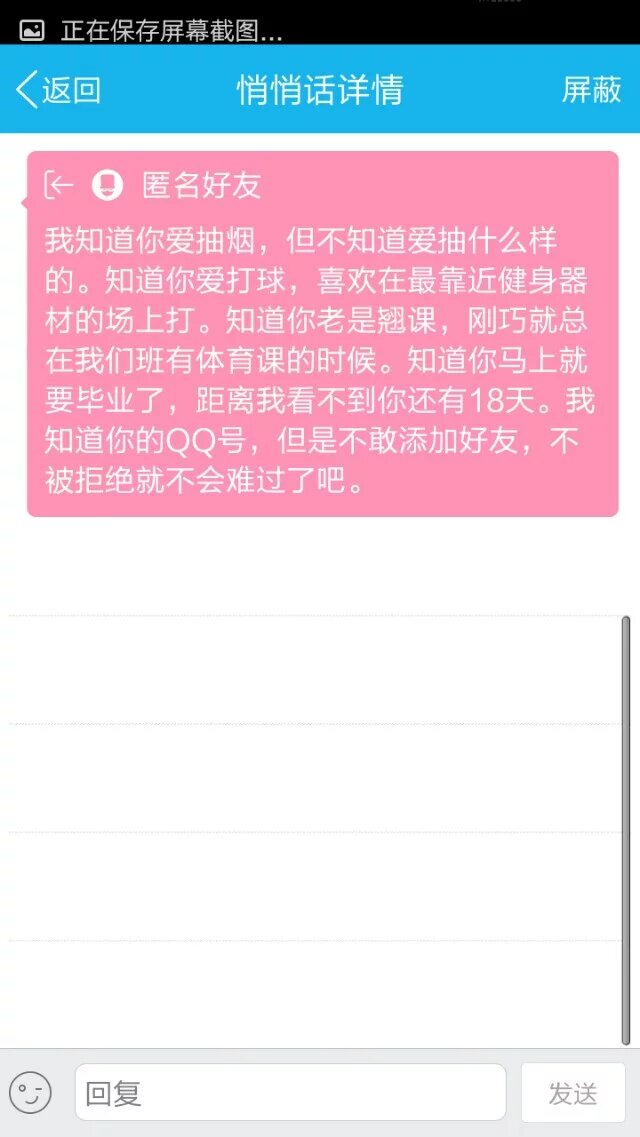 正在保存屏幕截图...
返回
悄悄话详情
屏蔽
匿名好友
我知道你爱抽烟，但不知道爱抽什么样
的。知道你爱打球，喜欢在最靠近健身器
材的场上打。知道你老是翘课，刚巧就总
在我们班有体育课的时候。知道你马上就
要毕业了，距离我看不到你还有18天。我
知道你的QQ号，但是不敢添加好友，不
被拒绝就不会难过了吧。
回复
发送